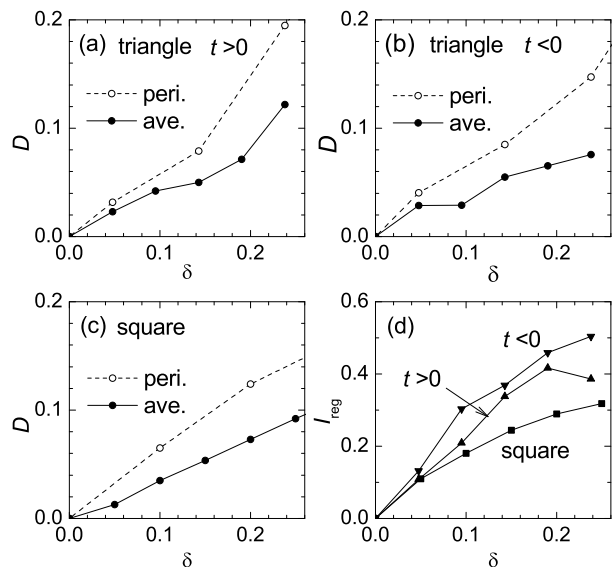 (a) triangle t >0
peri.
ave.
D
0.2
0.1
0.0
0.0 0.1 0.2
δ
(b) triangle t <0
peri.
ave.
D
0.2
0.1
0.0
0.0 0.1 0.2
δ
(c) square
peri.
ave.
D
0.2
0.1
0.0
0.0 0.1 0.2
δ
(d)
t <0
t >0
square
I reg
0.6
0.4
0.2
0.0
0.0 0.1 0.2
δ